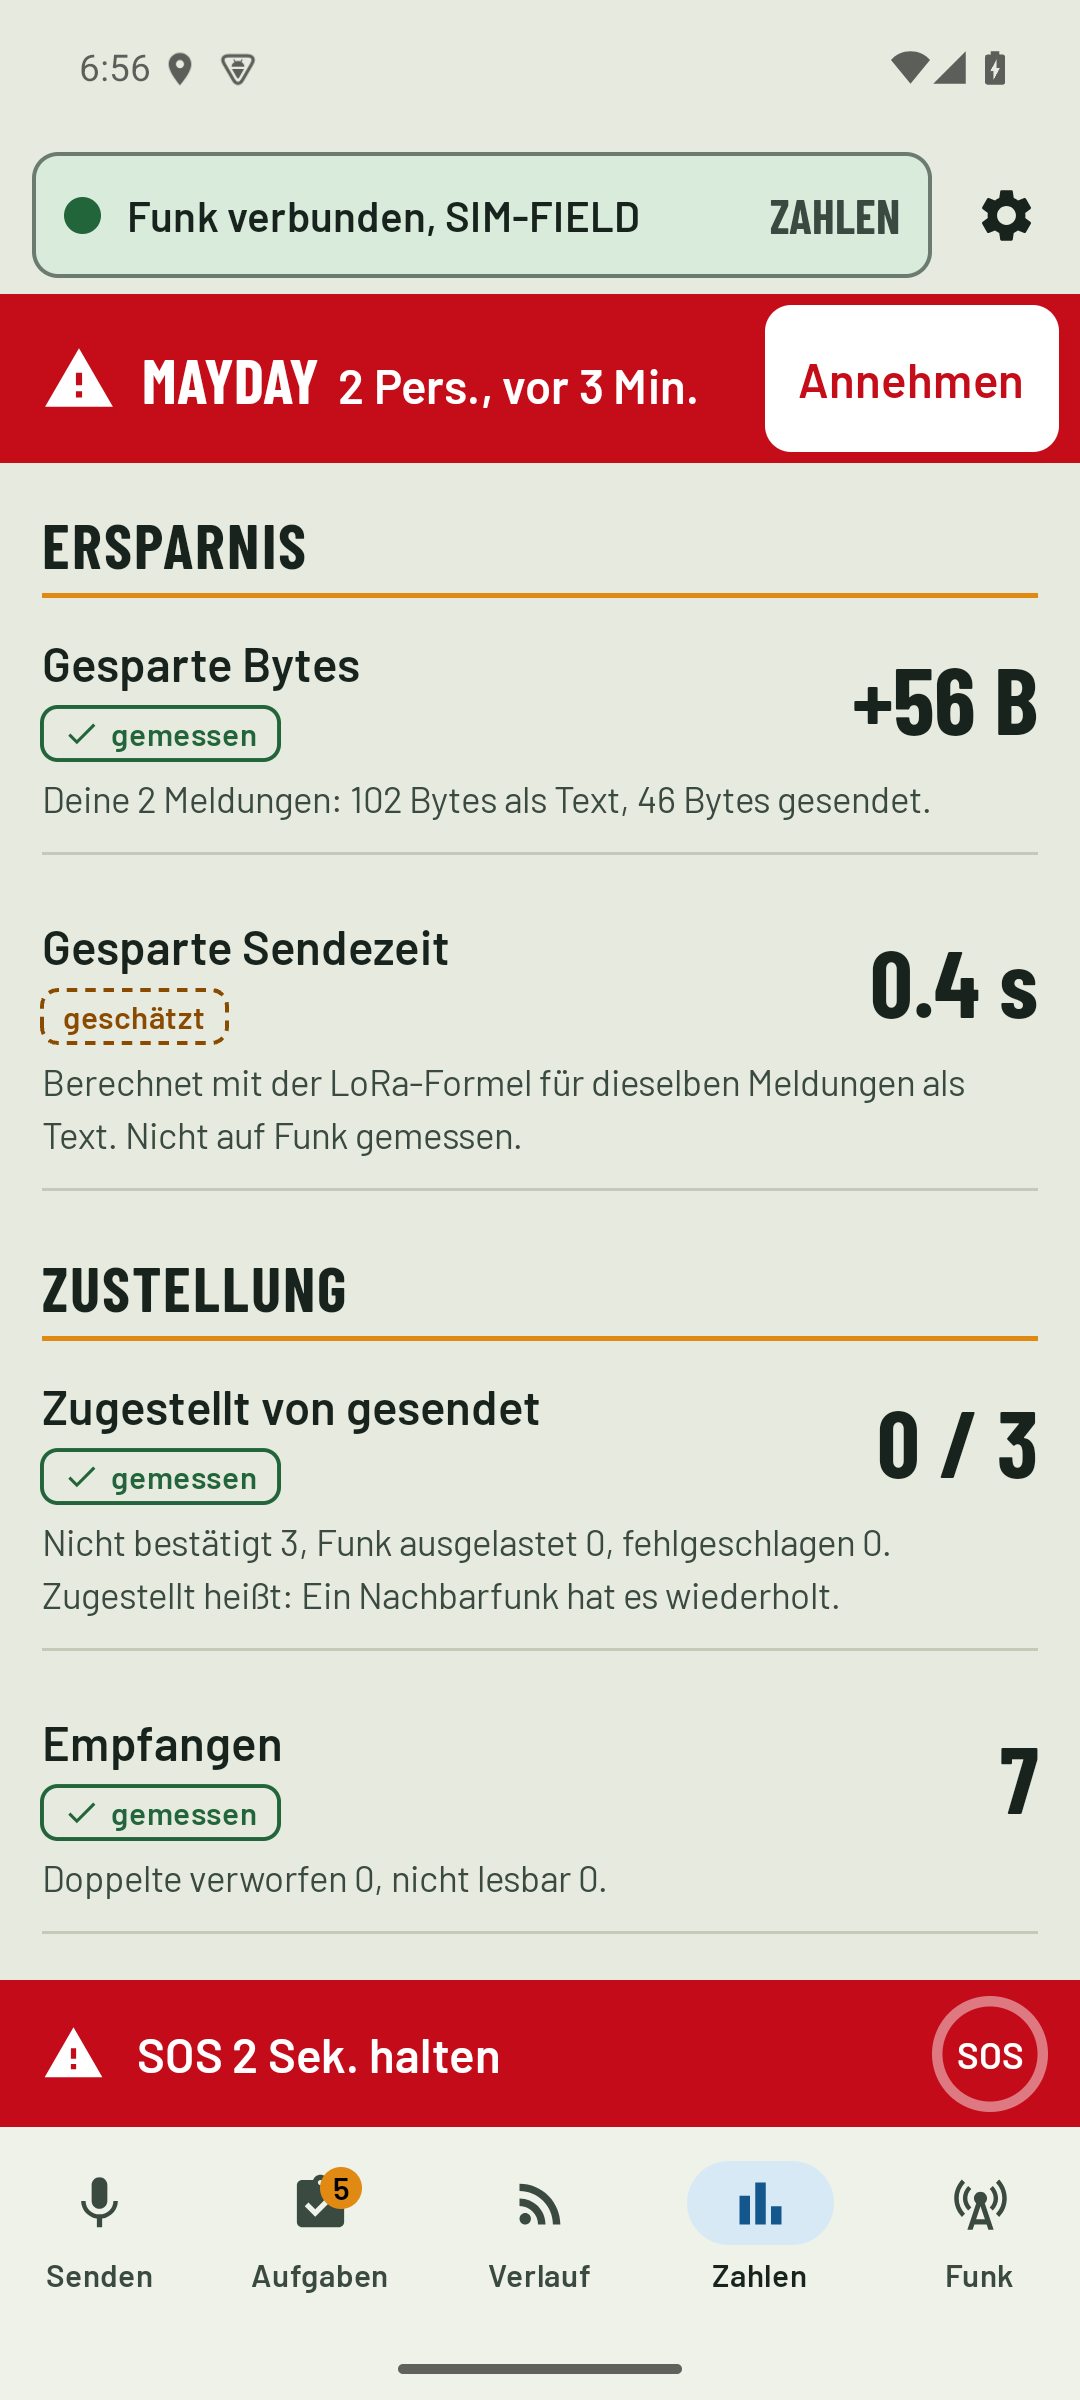 6:56
Funk verbunden, SIM-FIELD ZAHLEN
MAYDAY 2 Pers., vor 3 Min. Annehmen
ERSPARNIS
Gesparte Bytes
+56 B
gemessen
Deine 2 Meldungen: 102 Bytes als Text, 46 Bytes gesendet.
Gesparte Sendezeit
0.4 s
geschätzt
Berechnet mit der LoRa-Formel für dieselben Meldungen als
Text. Nicht auf Funk gemessen.
ZUSTELLUNG
Zugestellt von gesendet
0 / 3
gemessen
Nicht bestätigt 3, Funk ausgelastet 0, fehlgeschlagen 0.
Zugestellt heißt: Ein Nachbarfunk hat es wiederholt.
Empfangen
7
gemessen
Doppelte verworfen 0, nicht lesbar 0.
SOS 2 Sek. halten SOS
5
Senden Aufgaben Verlauf Zahlen Funk